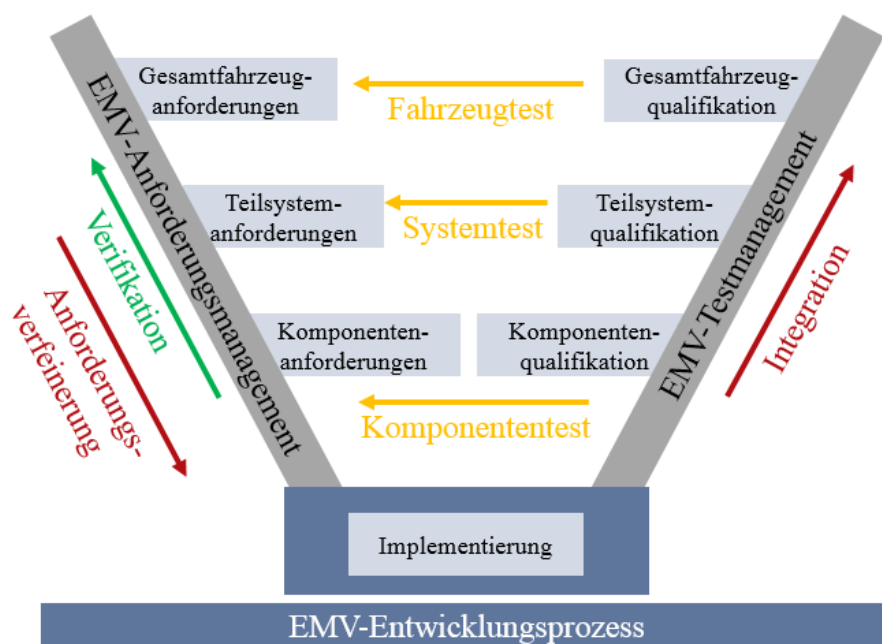 Gesamtfahrzeug-
anforderungen
Fahrzeugtest
Gesamtfahrzeug-
qualifikation
EMV-Anforderungsmanagement
EMV-Testmanagement
Teilsystem-
anforderungen
Systemtest
Teilsystem-
qualifikation
Verifikation
Anforderungs-
verfeinerung
Integration
Komponenten-
anforderungen
Komponenten-
qualifikation
Komponententest
Implementierung
EMV-Entwicklungsprozess